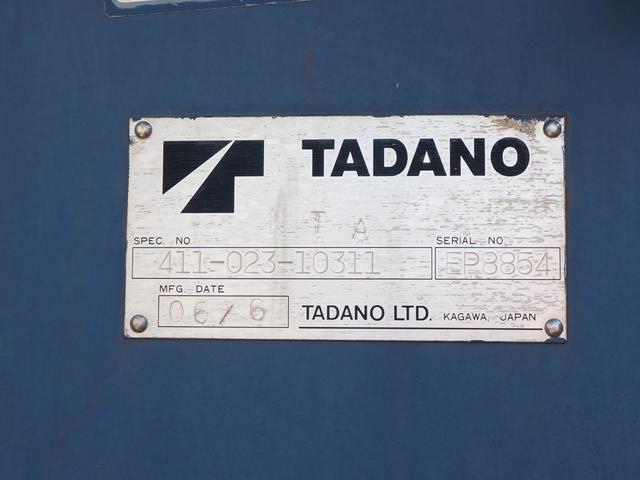 TADANO
T A
SPEC. NO.
SERIAL NO.
411-023-10311
EP8854
MFG. DATE
06/6
TADANO LTD. KAGAWA, JAPAN